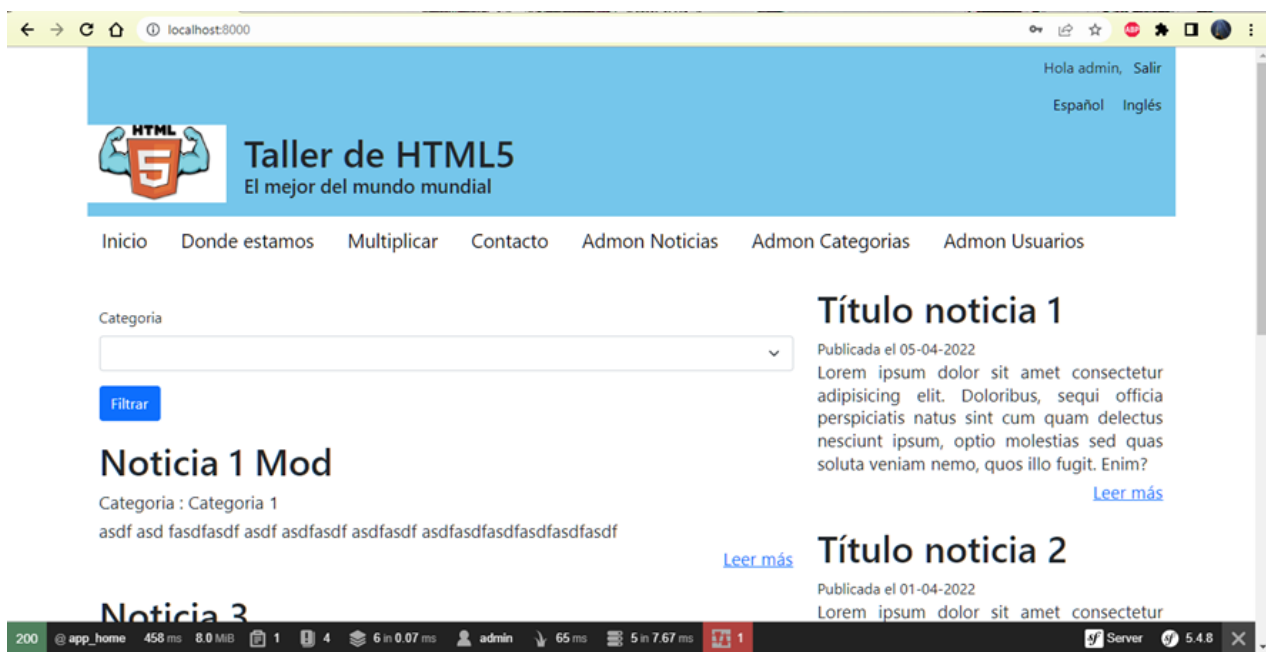 localhost:8000
ABP
Hola admin, Salir
Español Inglés
HTML
5
Taller de HTML5
El mejor del mundo mundial
Inicio Donde estamos Multiplicar Contacto Admon Noticias Admon Categorias Admon Usuarios
Categoria
Filtrar
Noticia 1 Mod
Categoria : Categoria 1
asdf asd fasdfasdf asdf asdfasdf asdfasdf asdfasdfasdfasdfasdfasdf
Leer más
Noticia 3
Título noticia 1
Publicada el 05-04-2022
Lorem ipsum dolor sit amet consectetur
adipisicing elit. Doloribus, sequi officia
perspiciatis natus sint cum quam delectus
nesciunt ipsum, optio molestias sed quas
soluta veniam nemo, quos illo fugit. Enim?
Leer más
Título noticia 2
Publicada el 01-04-2022
Lorem ipsum dolor sit amet consectetur
200 @ app_home 458 ms 8.0 MiB 1 4 6 in 0.07 ms admin 65 ms 5 in 7.67 ms 1 sf Server sf 5.4.8